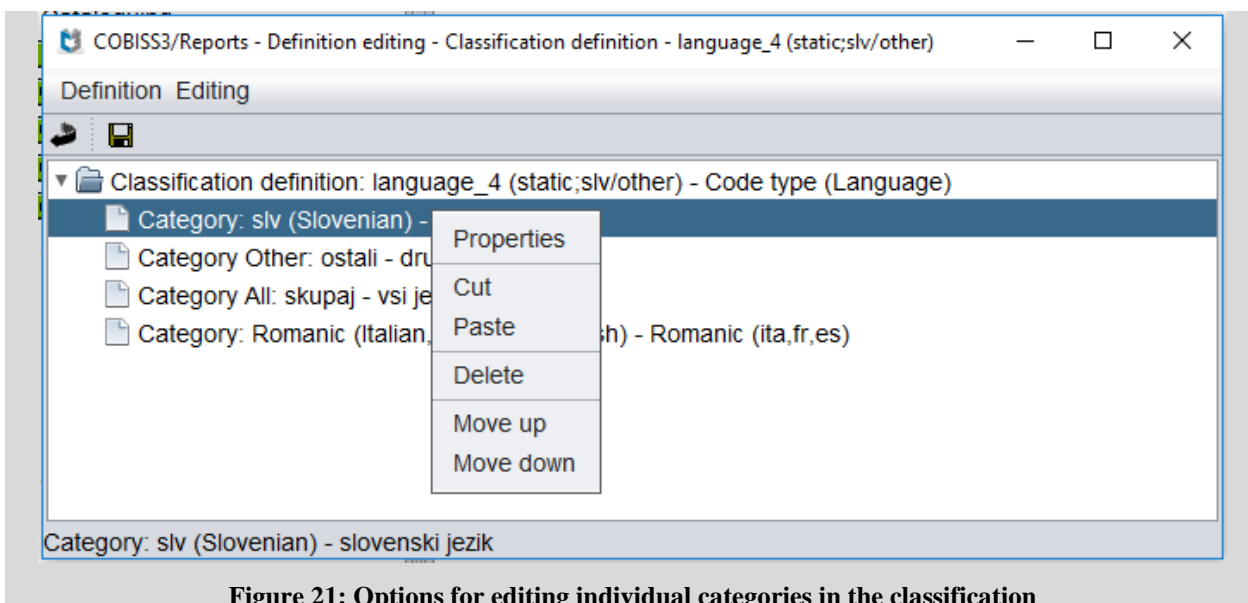 COBISS3/Reports - Definition editing - Classification definition - language_4 (static;slv/other)
Definition Editing
Classification definition: language_4 (static;slv/other) - Code type (Language)
Category: slv (Slovenian) -
Properties
Category Other: ostali - dru
Cut
Category All: skupaj - vsi je
Paste
Category: Romanic (Italian, sh) - Romanic (ita,fr,es)
Delete
Move up
Move down
Category: slv (Slovenian) - slovenski jezik
Figure 21: Options for editing individual categories in the classification